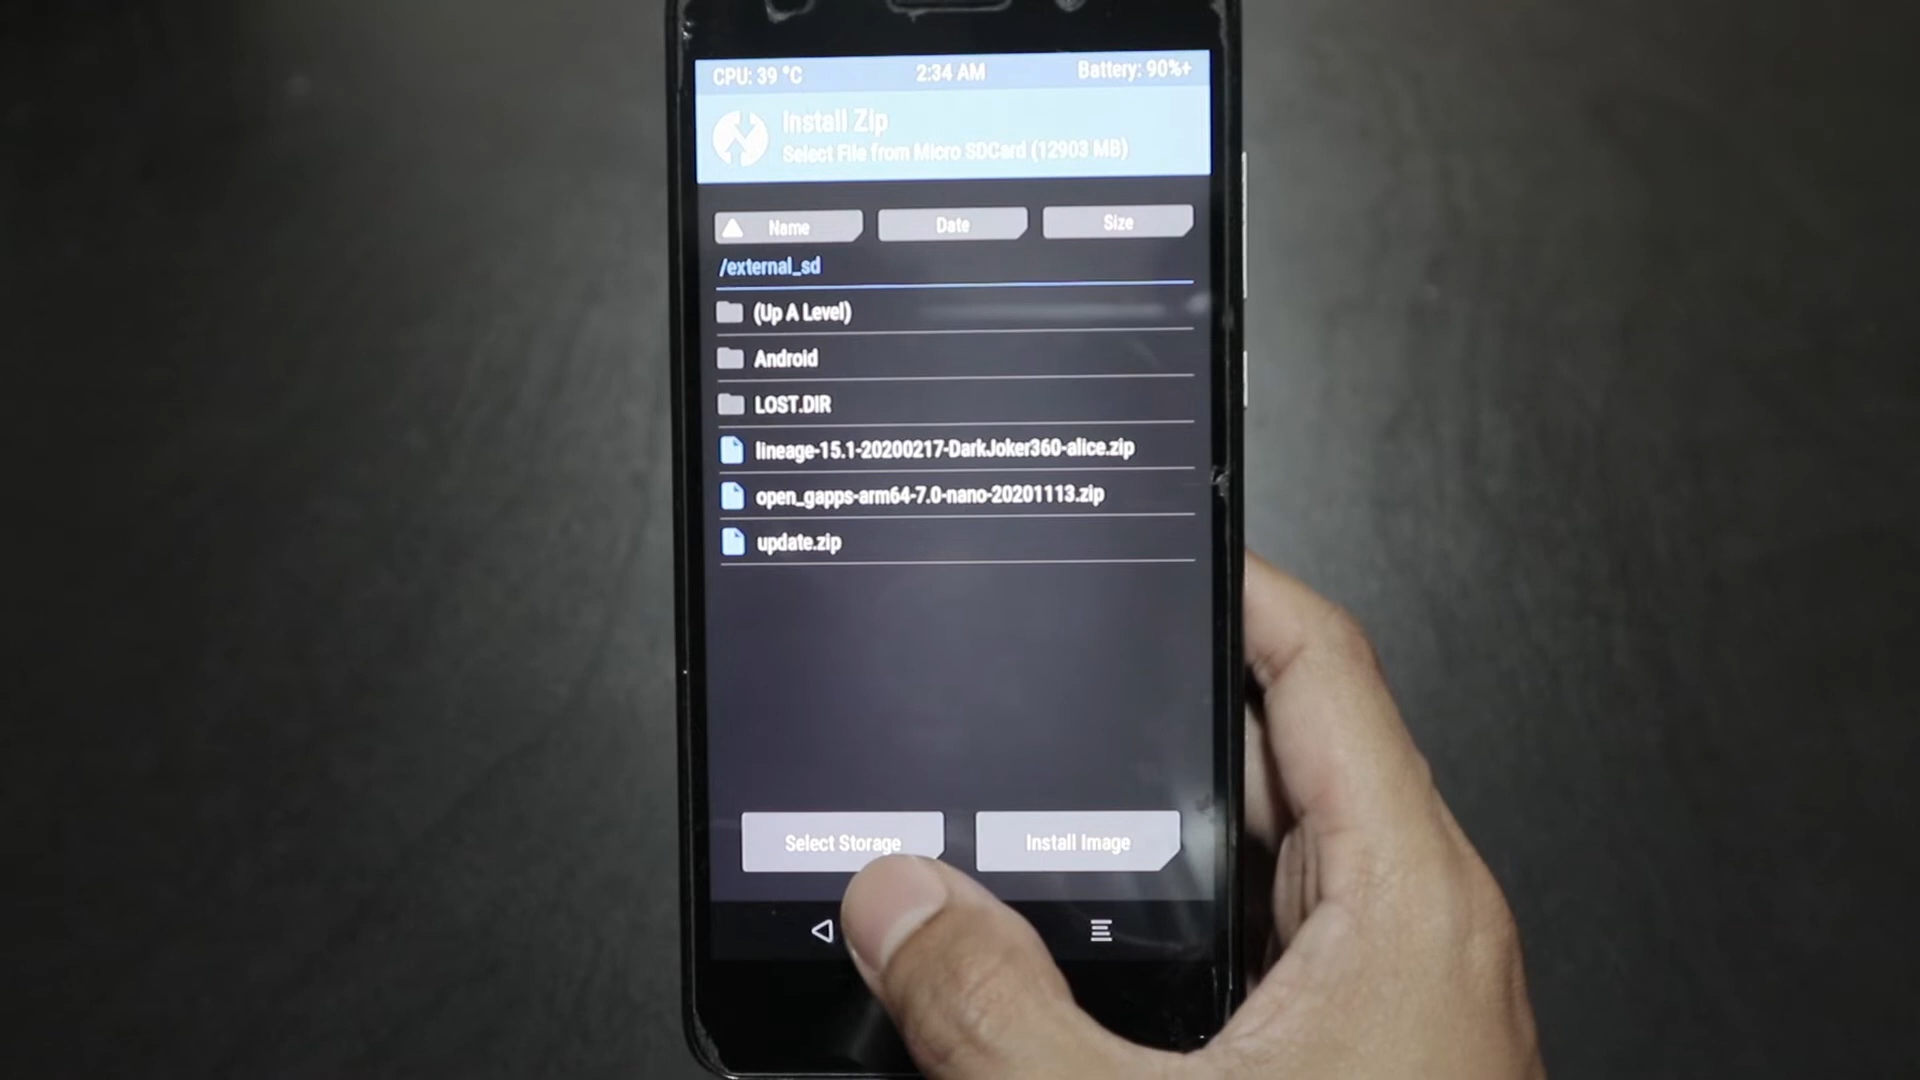 CPU: 39 °C 2:34 AM Battery: 90%+
Install Zip
Select File from Micro SDCard (12903 MB)
Name Date Size
/external_sd
(Up A Level)
Android
LOST.DIR
lineage-15.1-20200217-DarkJoker360-alice.zip
open_gapps-arm64-7.0-nano-20201113.zip
update.zip
Select Storage Install Image